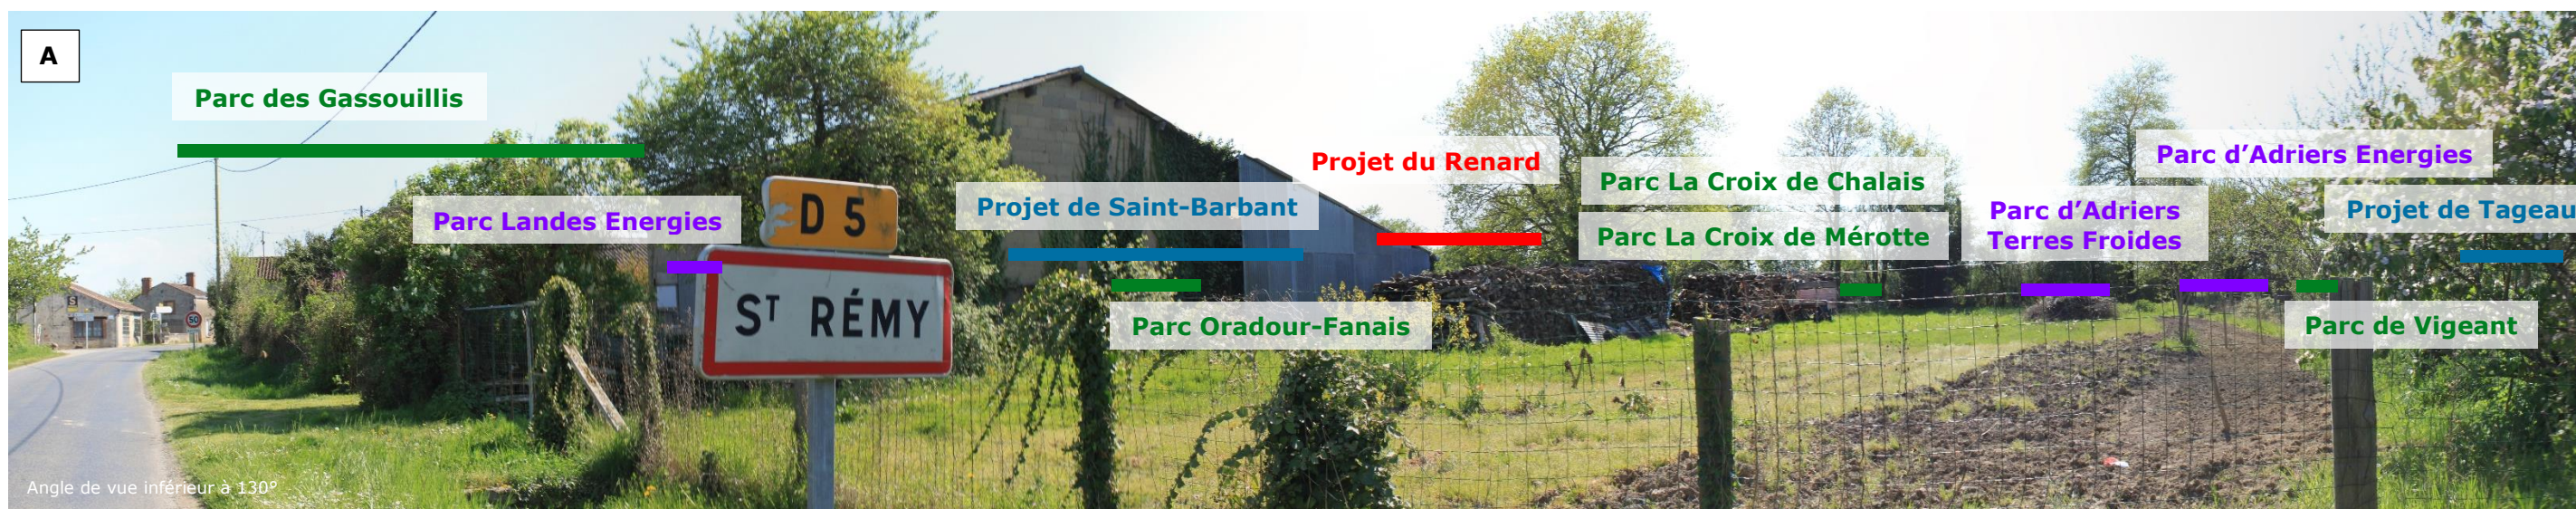 A
Parc des Gassouillis
Parc Landes Energies
D 5
ST RÉMY
Projet de Saint-Barbant
Parc Oradour-Fanais
Projet du Renard
Parc La Croix de Chalais
Parc La Croix de Mérotte
Parc d'Adriers
Terres Froides
Parc d'Adriers Energies
Projet de Tageau
Parc de Vigeant
50
Angle de vue inférieur à 130°